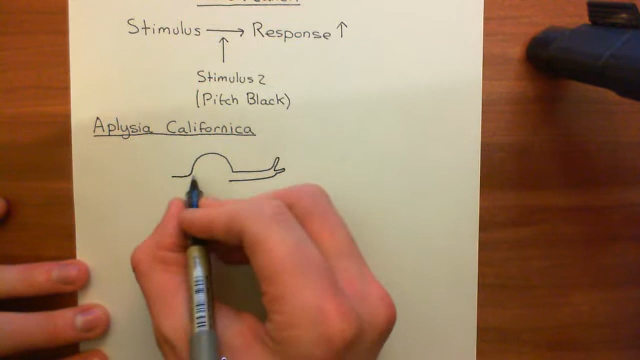 Stimulus → Response ↑
Stimulus 2
(Pitch Black)
Aplysia Californica